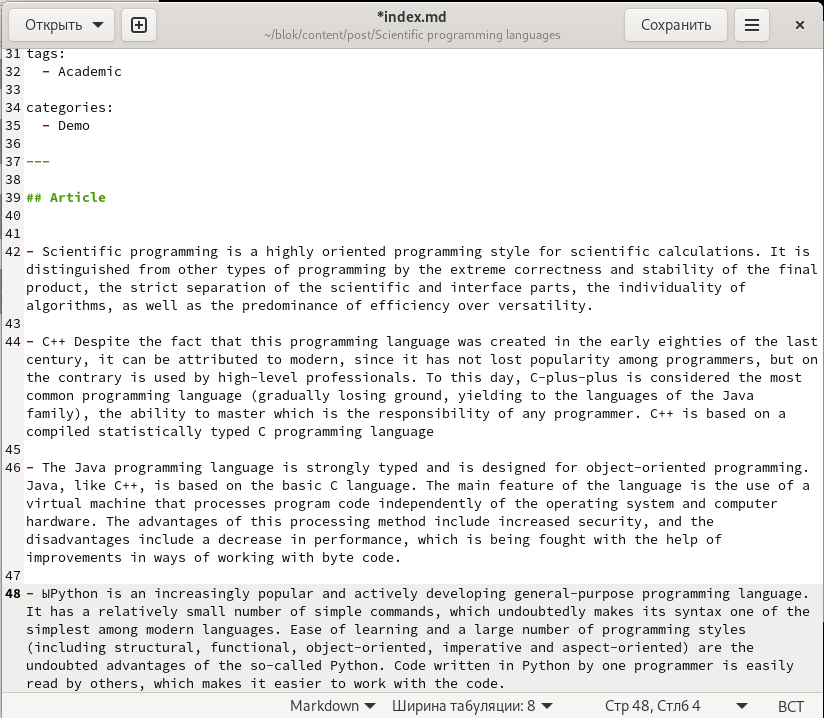 Открыть
*index.md
~/blok/content/post/Scientific programming languages
Сохранить
31 tags:
32   - Academic
33
34 categories:
35   - Demo
36
37 ---
38
39 ## Article
40
41
42 - Scientific programming is a highly oriented programming style for scientific calculations. It is
distinguished from other types of programming by the extreme correctness and stability of the final
product, the strict separation of the scientific and interface parts, the individuality of
algorithms, as well as the predominance of efficiency over versatility.
43
44 - C++ Despite the fact that this programming language was created in the early eighties of the last
century, it can be attributed to modern, since it has not lost popularity among programmers, but on
the contrary is used by high-level professionals. To this day, C-plus-plus is considered the most
common programming language (gradually losing ground, yielding to the languages of the Java
family), the ability to master which is the responsibility of any programmer. C++ is based on a
compiled statistically typed C programming language
45
46 - The Java programming language is strongly typed and is designed for object-oriented programming.
Java, like C++, is based on the basic C language. The main feature of the language is the use of a
virtual machine that processes program code independently of the operating system and computer
hardware. The advantages of this processing method include increased security, and the
disadvantages include a decrease in performance, which is being fought with the help of
improvements in ways of working with byte code.
47
48 - ЫPython is an increasingly popular and actively developing general-purpose programming language.
It has a relatively small number of simple commands, which undoubtedly makes its syntax one of the
simplest among modern languages. Ease of learning and a large number of programming styles
(including structural, functional, object-oriented, imperative and aspect-oriented) are the
undoubted advantages of the so-called Python. Code written in Python by one programmer is easily
read by others, which makes it easier to work with the code.
Markdown Ширина табуляции: 8 Стр 48, Стлб 4 ВСТ